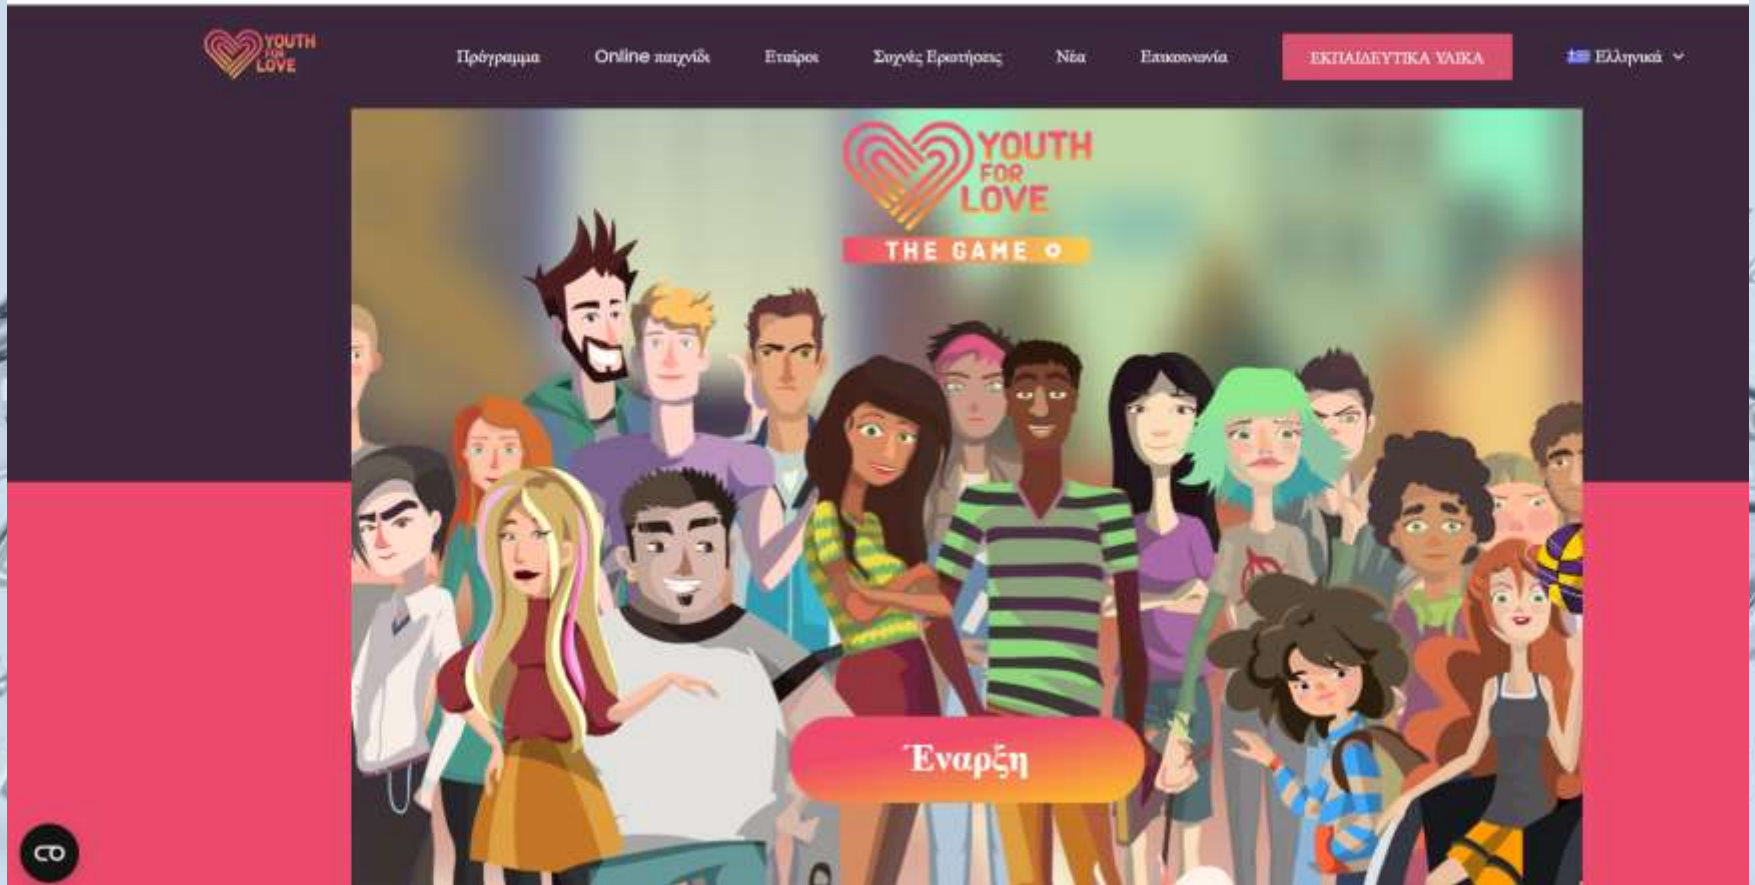 YOUTH
FOR
LOVE
Πρόγραμμα Online παιχνίδι Εταίροι Συχνές Ερωτήσεις Νέα Επικοινωνία ΕΚΠΑΙΔΕΥΤΙΚΑ ΥΛΙΚΑ Ελληνικά
YOUTH
FOR
LOVE
THE GAME
Έναρξη